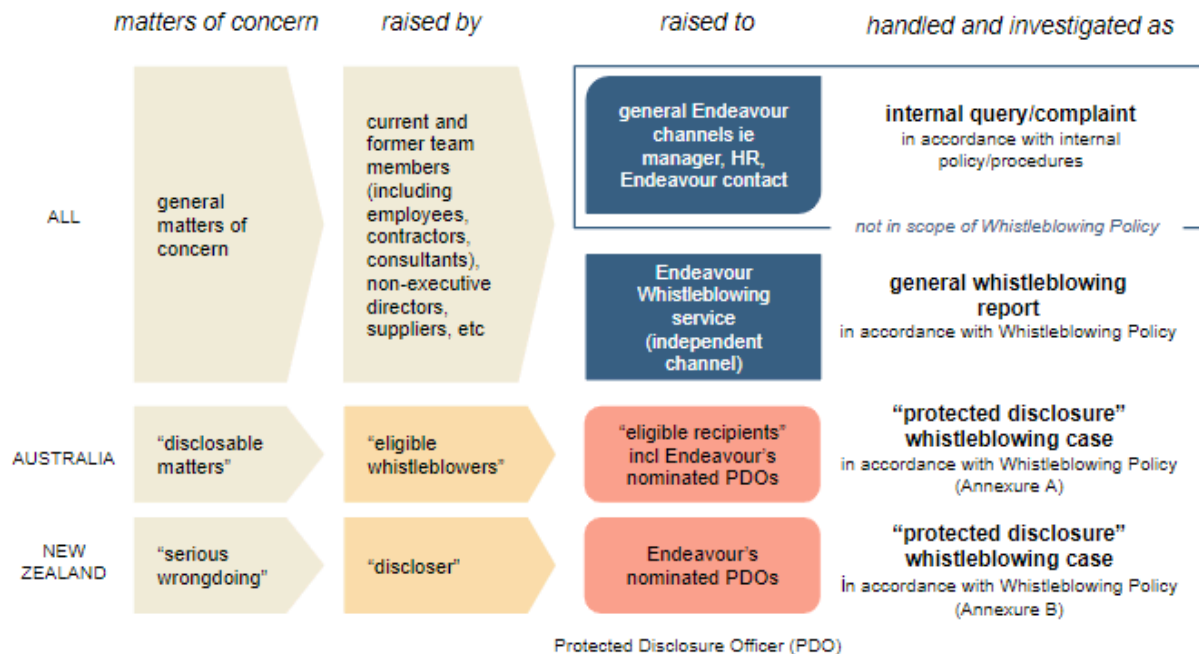 matters of concern
raised by
raised to
handled and investigated as
ALL
general
matters of
concern
current and
former team
members
(including
employees,
contractors,
consultants),
non-executive
directors,
suppliers, etc
general Endeavour
channels ie
manager, HR,
Endeavour contact
internal query/complaint
in accordance with internal
policy/procedures
not in scope of Whistleblowing Policy
Endeavour
Whistleblowing
service
(independent
channel)
general whistleblowing
report
in accordance with Whistleblowing Policy
AUSTRALIA
“disclosable
matters”
“eligible
whistleblowers”
“eligible recipients”
incl Endeavour’s
nominated PDOs
“protected disclosure”
whistleblowing case
in accordance with Whistleblowing Policy
(Annexure A)
NEW
ZEALAND
“serious
wrongdoing”
“discloser”
Endeavour’s
nominated PDOs
“protected disclosure”
whistleblowing case
in accordance with Whistleblowing Policy
(Annexure B)
Protected Disclosure Officer (PDO)